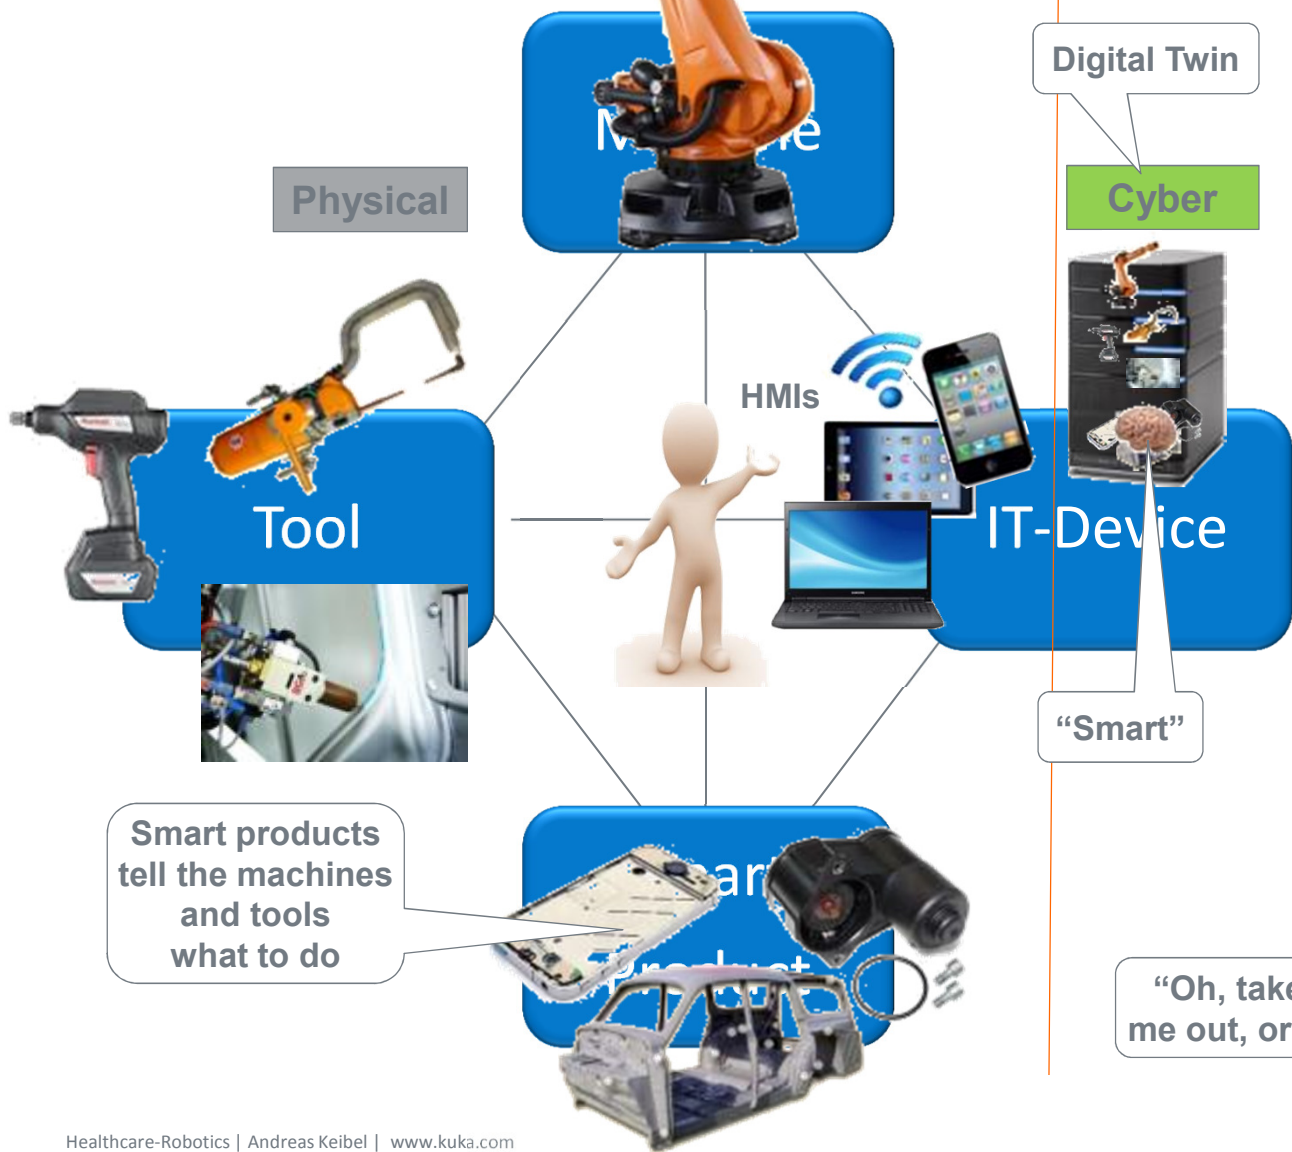 Digital Twin
Physical
Cyber
HMIs
Tool
IT-Device
“Smart”
Smart products
tell the machines
and tools
what to do
Product
“Oh, take
me out, or
Healthcare-Robotics | Andreas Keibel | www.kuka.com